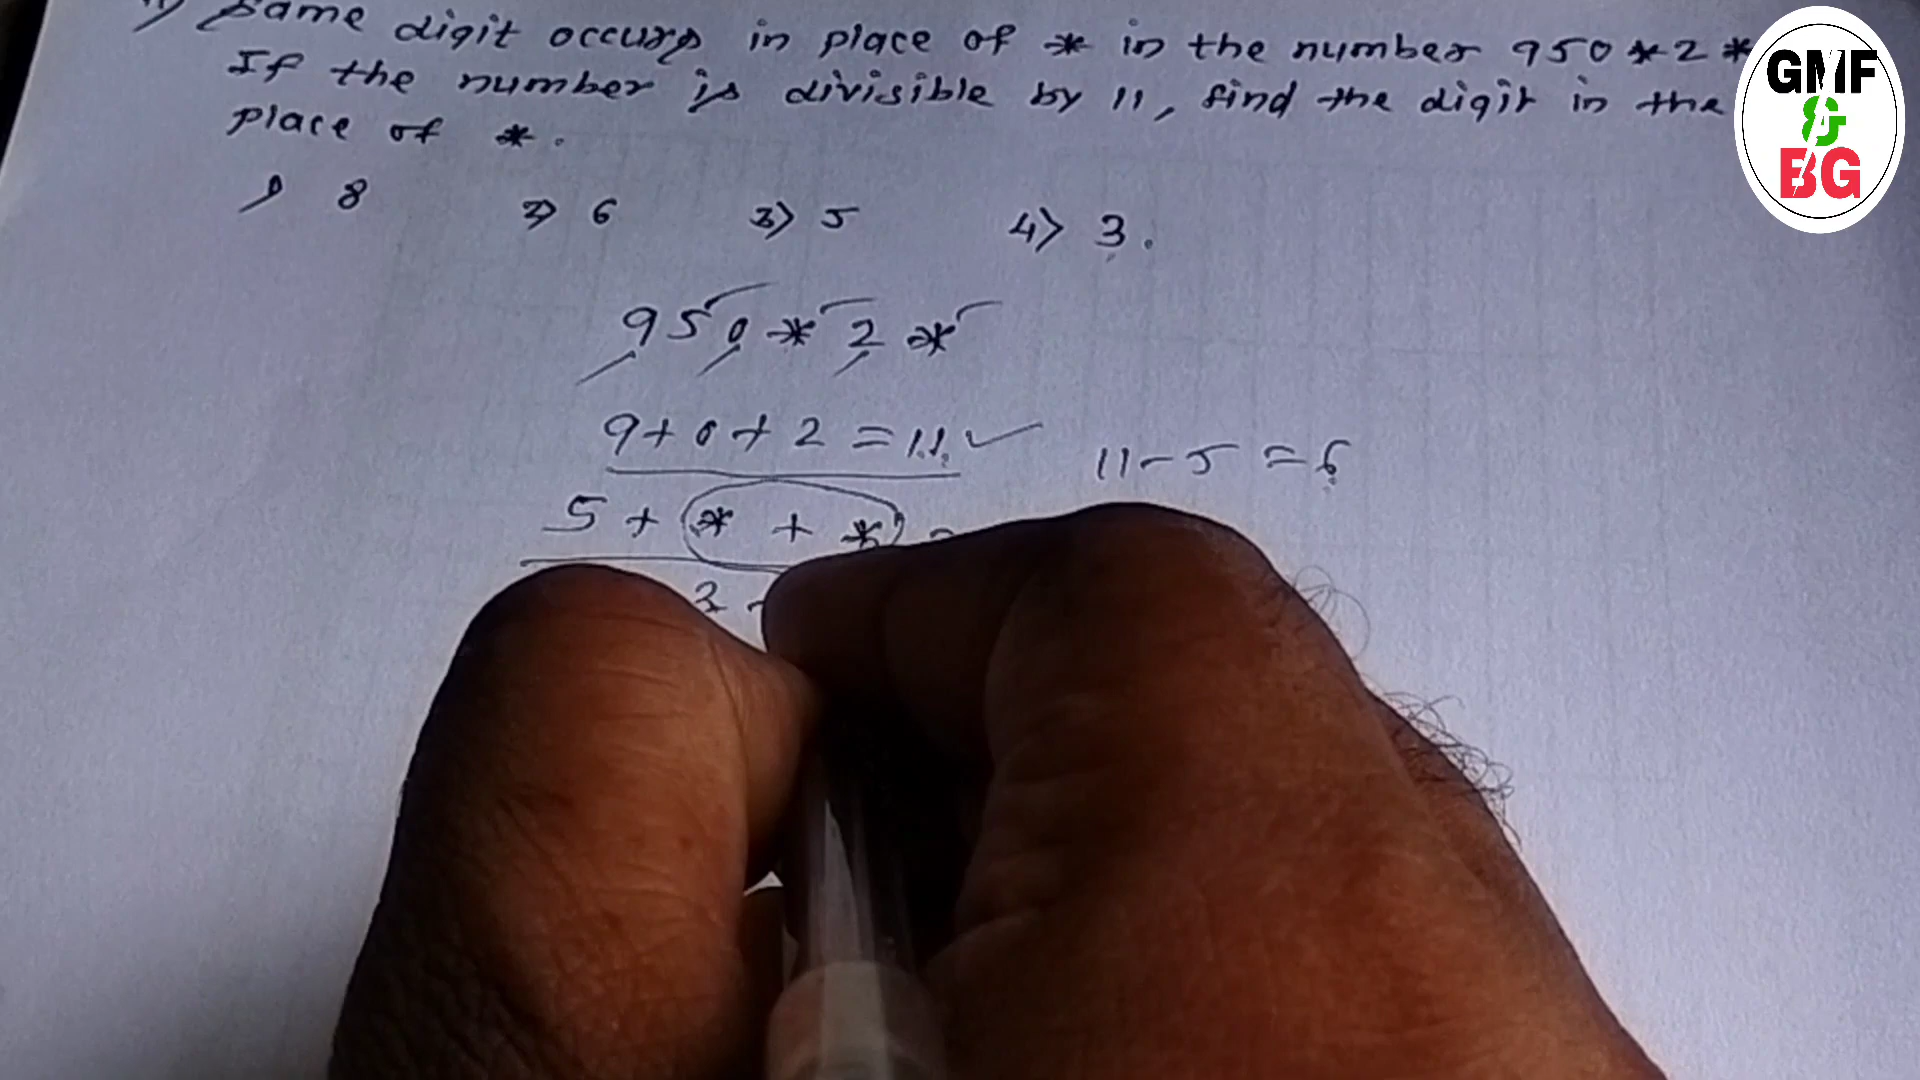 Same digit occurs in place of * in the number 950*2*
If the number is divisible by 11, find the digit in the
place of *.
1) 8 2) 6 3) 5 4) 3.
950*2*
9+0+2=11 ✓
11-5=6
5+*+*
3
GMF
&
BG